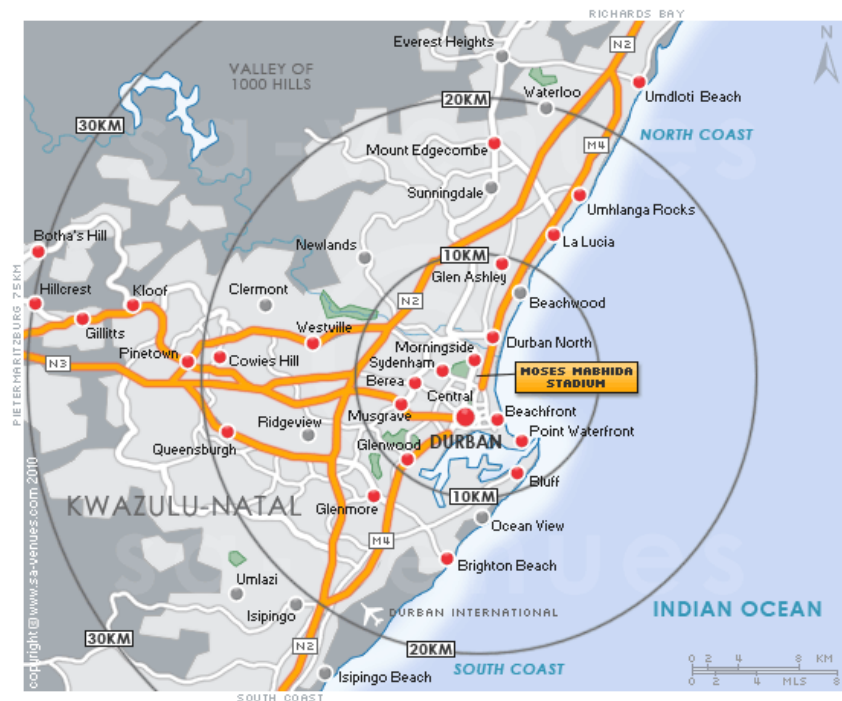 RICHARDS BAY
N2
N
Everest Heights
VALLEY OF
1000 HILLS
Waterloo
20KM
Umdloti Beach
30KM
NORTH COAST
M4
Mount Edgecombe
sa-venues
Sunningdale
Umhlanga Rocks
Botha's Hill
La Lucia
Newlands
10KM
Glen Ashley
PIETERMARITZBURG 75KM
Hillcrest
Kloof
Clermont
N2
Beachwood
Gillitts
Westville
Durban North
Morningside
Pinetown
Cowies Hill
Sydenham
N3
MOSES MABHIDA
STADIUM
Berea
Central
Musgrave
Beachfront
Ridgeview
Point Waterfront
Queensburgh
Glenwood
DURBAN
Bluff
10KM
KWAZULU-NATAL
Glenmore
Ocean View
M4
sa-venues
Brighton Beach
Umlazi
copyright © www.sa-venues.com 2010
Isipingo
DURBAN INTERNATIONAL
INDIAN OCEAN
30KM
N2
20KM
SOUTH COAST
Isipingo Beach
0 2 4 8 KM
0 2 4 MLS 8
SOUTH COAST